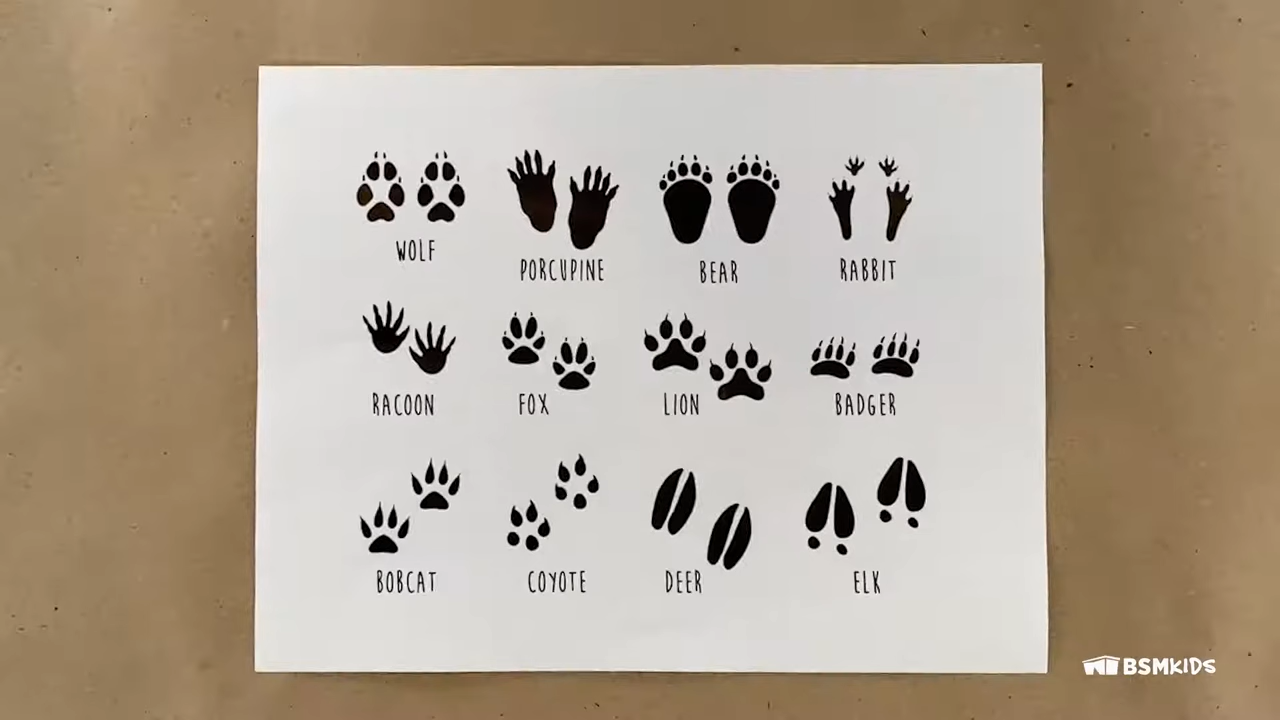 WOLF
PORCUPINE
BEAR
RABBIT
RACOON
FOX
LION
BADGER
BOBCAT
COYOTE
DEER
ELK
BSMKIDS